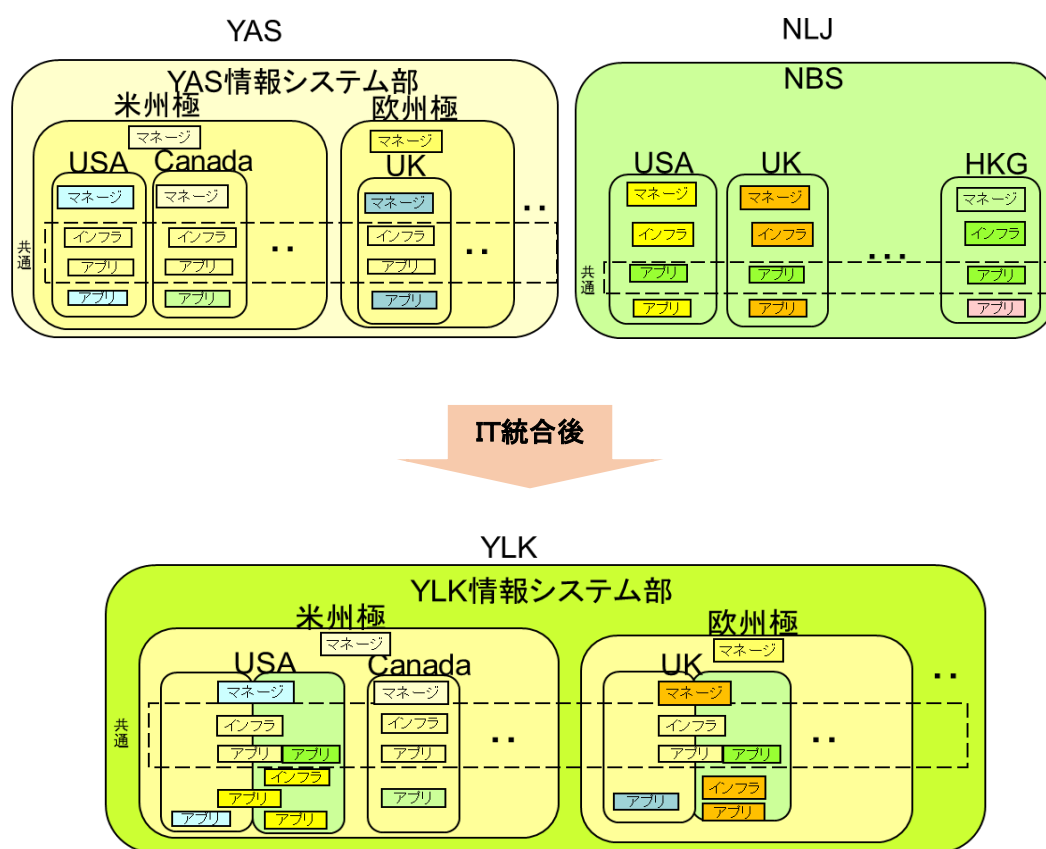 YAS
NLJ
YAS情報システム部
NBS
米州極
欧州極
マネージ
マネージ
USA
Canada
UK
USA
UK
HKG
マネージ
マネージ
マネージ
マネージ
マネージ
マネージ
‥
共通
インフラ
インフラ
‥
インフラ
‥
インフラ
インフラ
…
インフラ
アプリ
アプリ
アプリ
共通
アプリ
アプリ
アプリ
アプリ
アプリ
アプリ
アプリ
アプリ
アプリ
IT統合後
YLK
YLK情報システム部
米州極
欧州極
マネージ
マネージ
USA
Canada
UK
‥
マネージ
マネージ
マネージ
共通
インフラ
インフラ
‥
インフラ
‥
アプリ
アプリ
アプリ
アプリ
アプリ
インフラ
インフラ
アプリ
アプリ
アプリ
アプリ
アプリ
アプリ